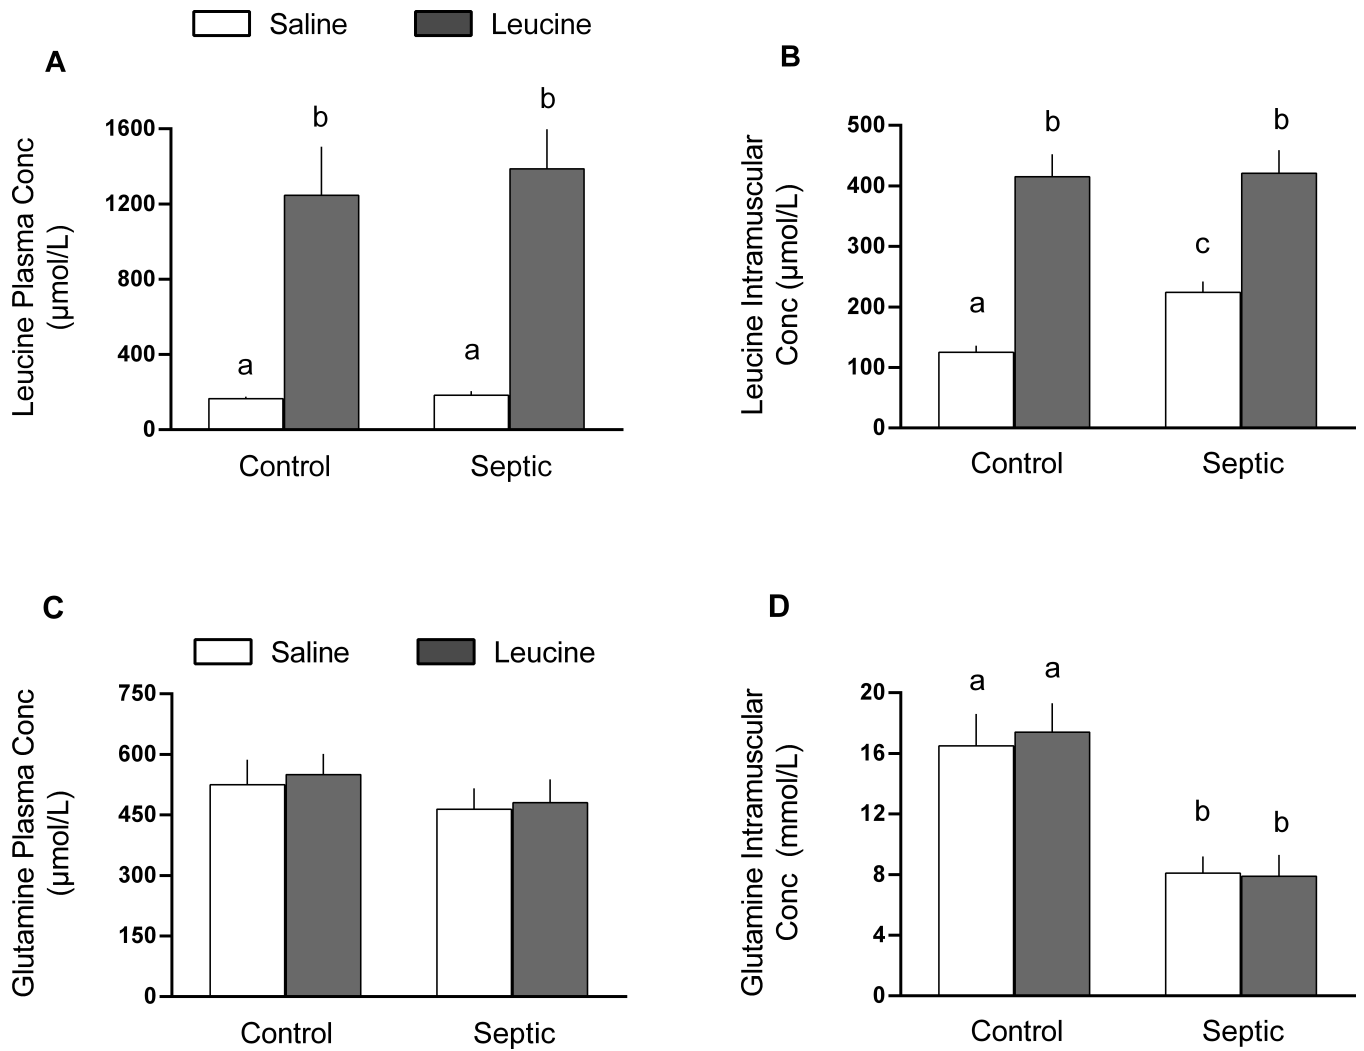 Saline Leucine
A
Leucine Plasma Conc
(µmol/L)
1600
1200
800
400
0
a
b
a
b
Control Septic
B
Leucine Intramuscular
Conc (µmol/L)
500
400
300
200
100
0
a
b
c
b
Control Septic
C
Saline Leucine
Glutamine Plasma Conc
(µmol/L)
750
600
450
300
150
0
Control Septic
D
Glutamine Intramuscular
Conc (mmol/L)
20
16
12
8
4
0
a
a
b
b
Control Septic